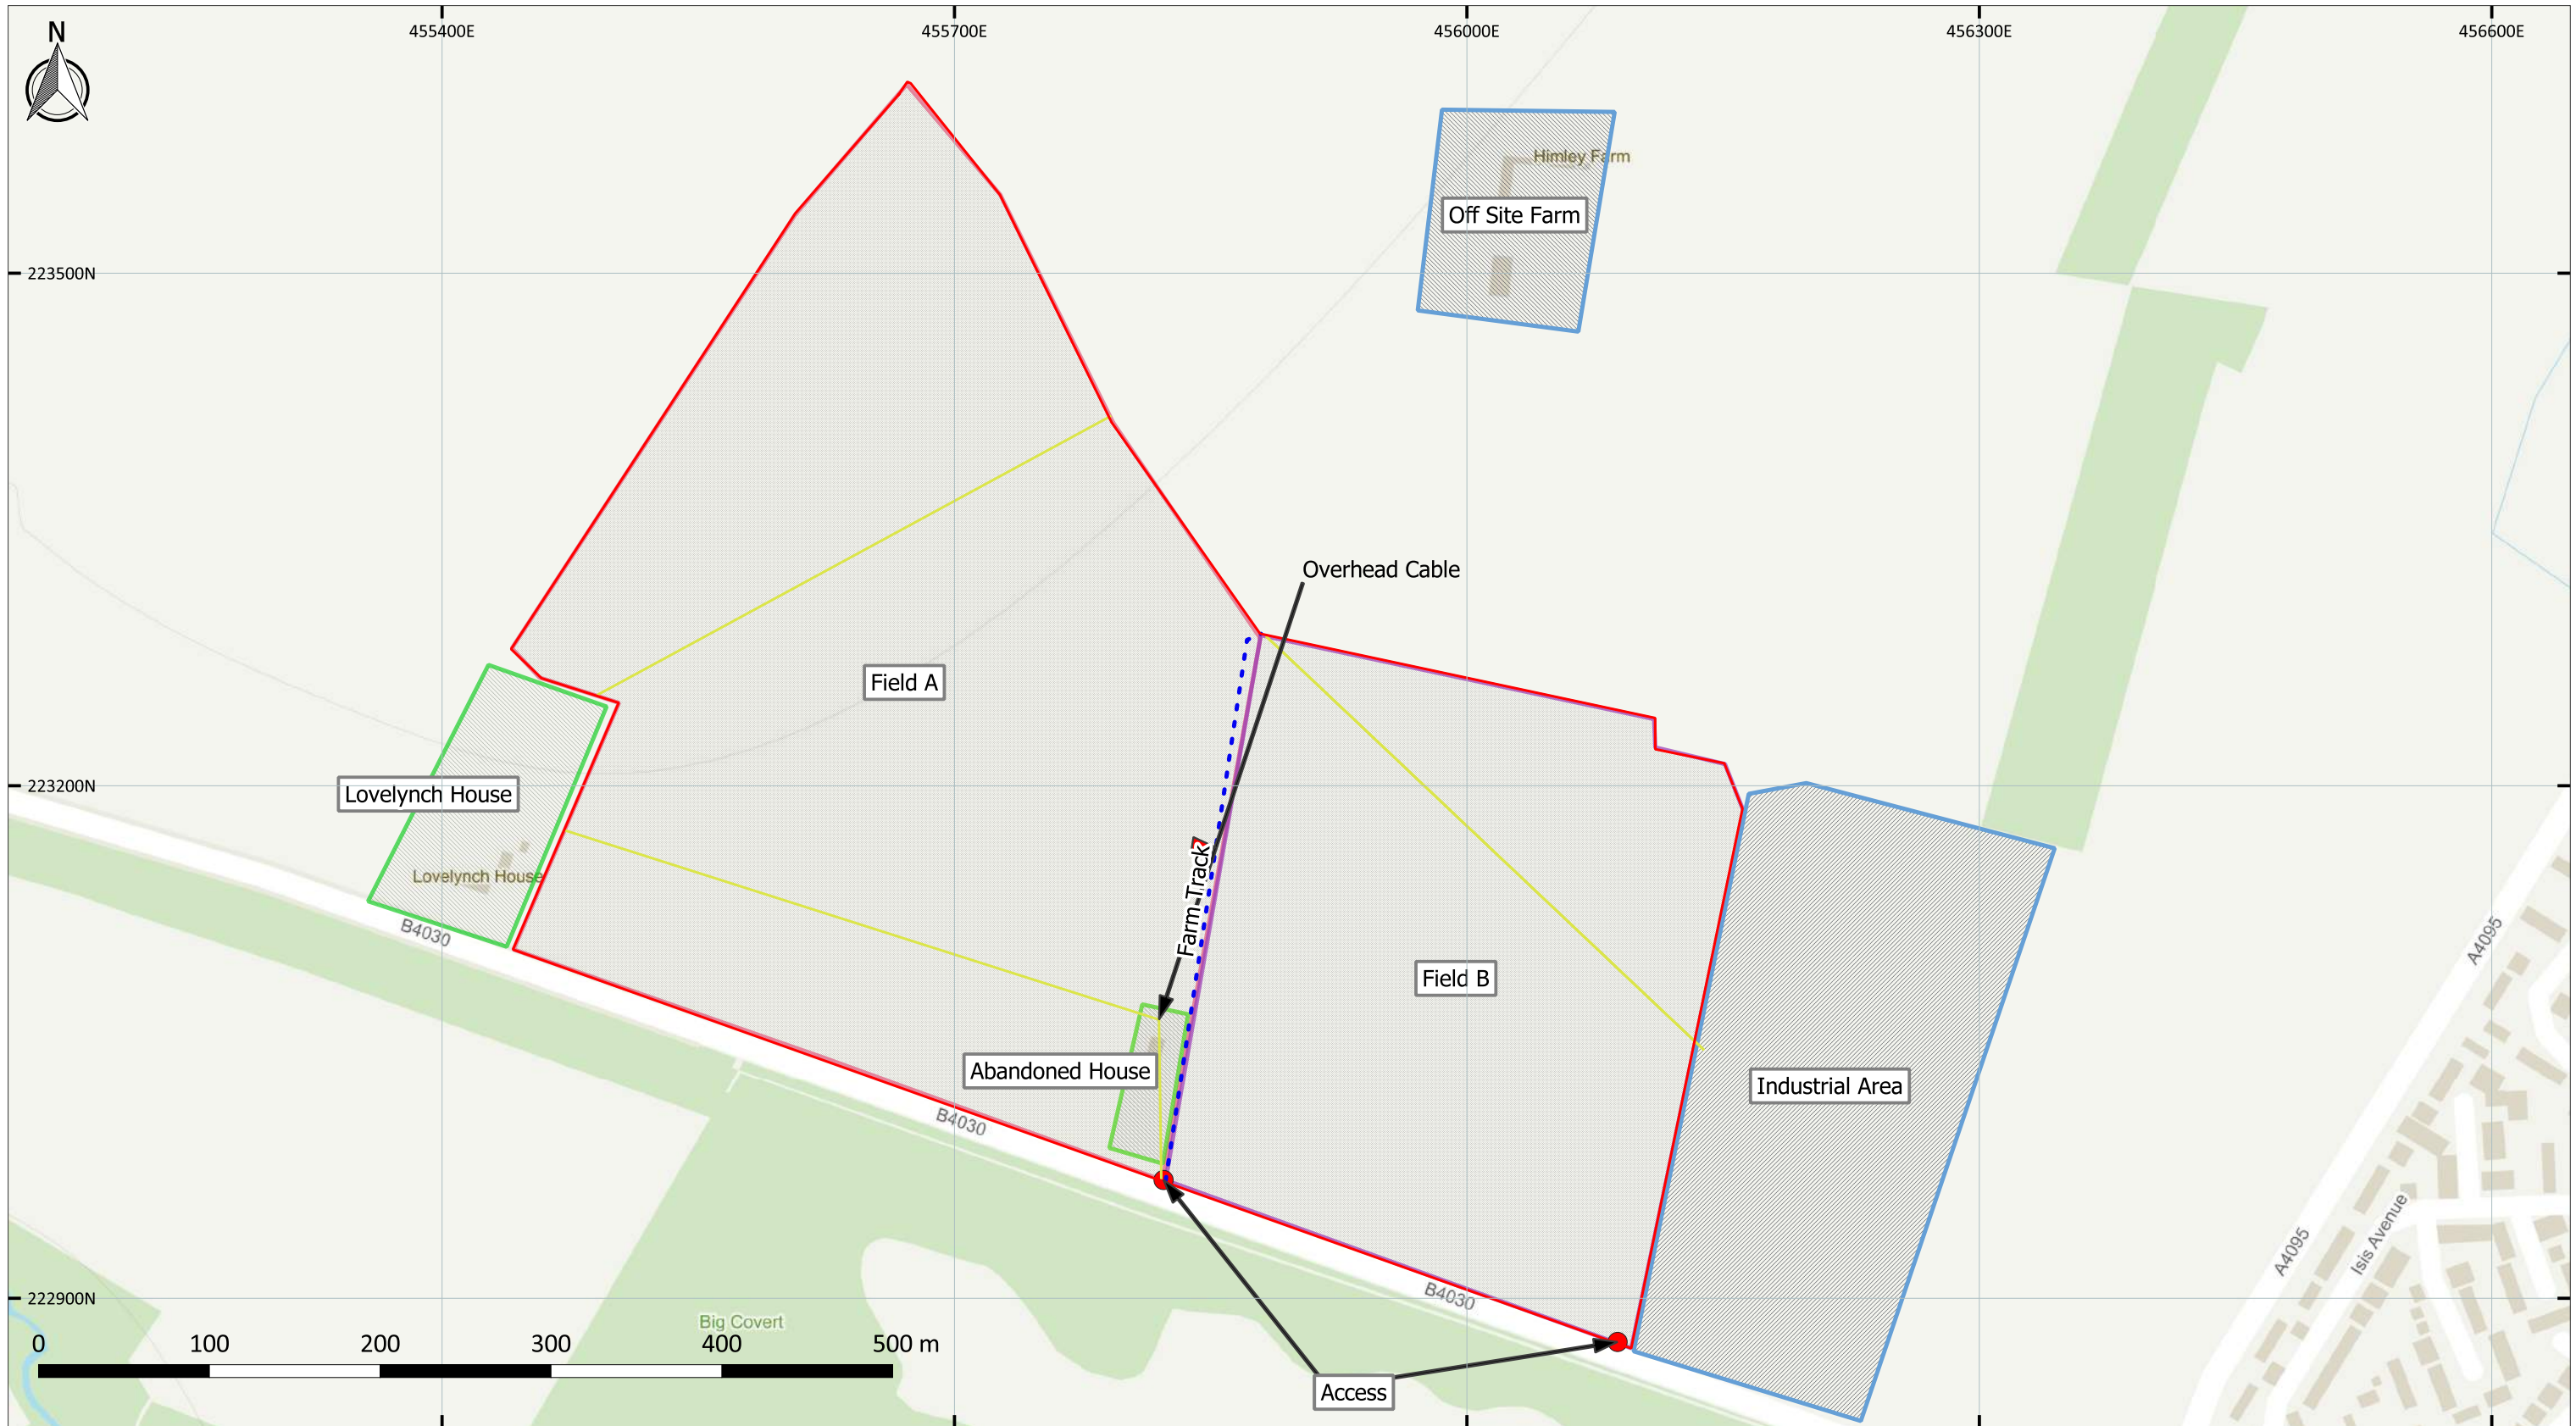 N
455400E
455700E
456000E
456300E
456600E
Himley Farm
Off Site Farm
223500N
Overhead Cable
Field A
223200N
Lovelynch House
Lovelynch House
Farm Track
B4030
A4095
Field B
Abandoned House
Industrial Area
B4030
Isis Avenue
A4095
222900N
B4030
Big Covert
0 100 200 300 400 500 m
Access